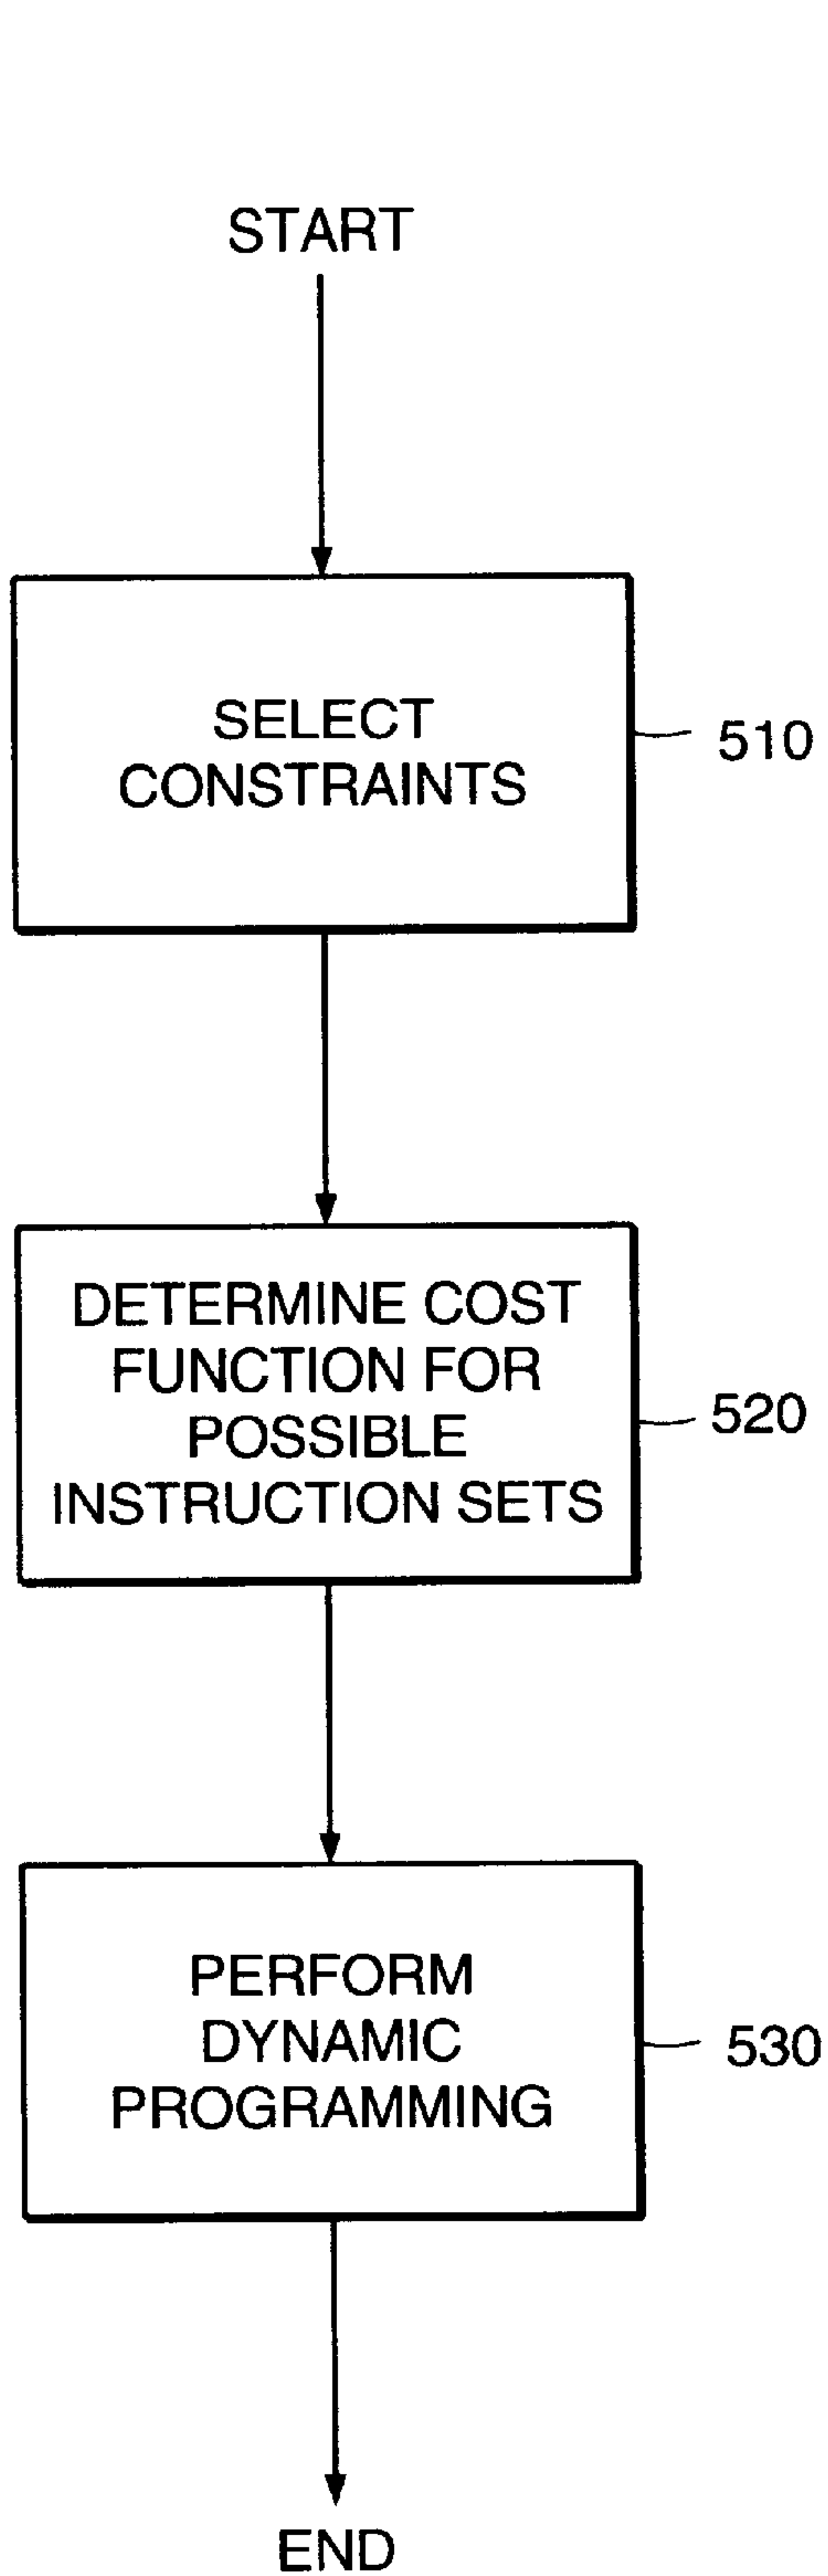 START
SELECT
CONSTRAINTS
510
DETERMINE COST
FUNCTION FOR
POSSIBLE
INSTRUCTION SETS
520
PERFORM
DYNAMIC
PROGRAMMING
530
END